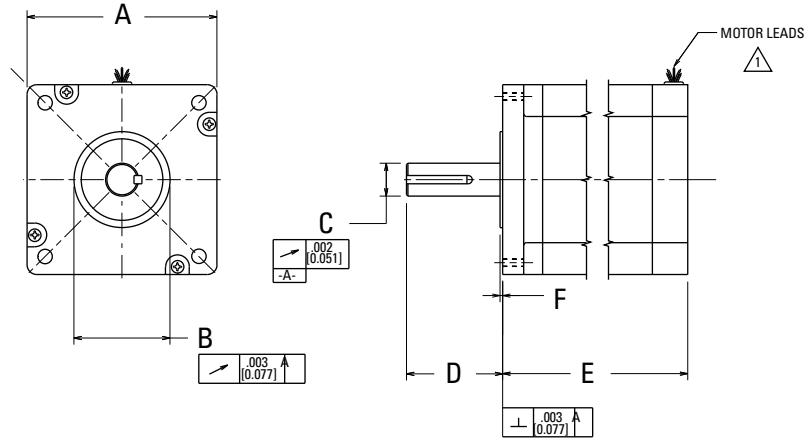 A
MOTOR LEADS
1
C
.002
[0.051]
-A-
F
B
.003 A
[0.077]
D
E
.003 A
[0.077]